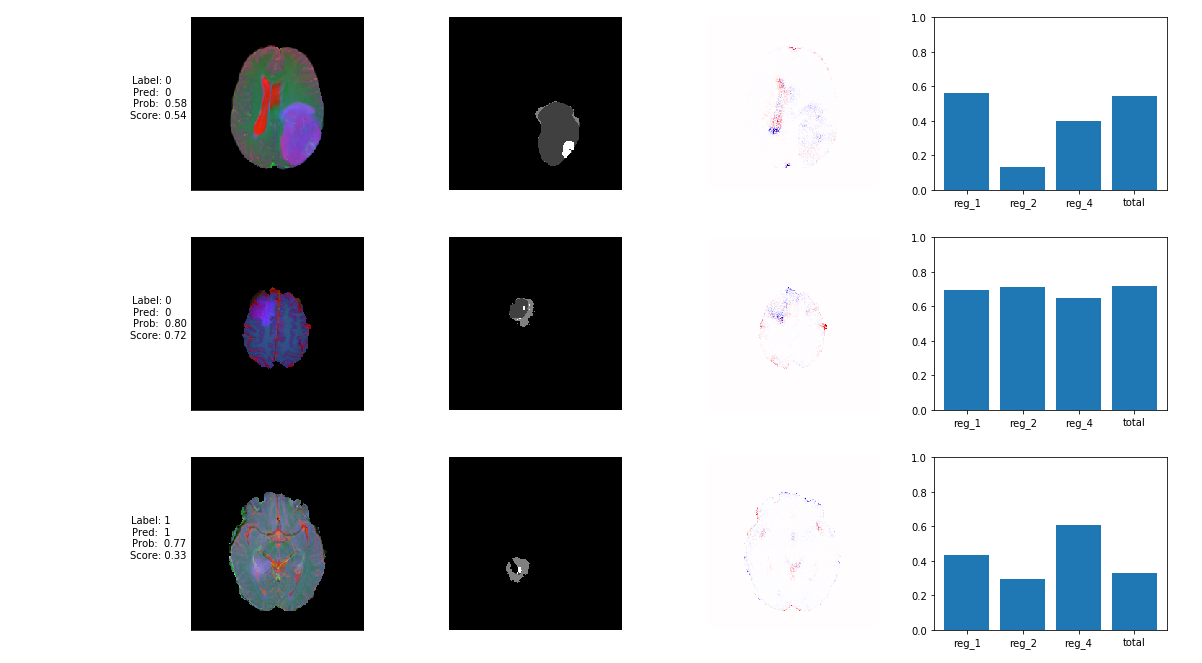 Label: 0
Pred: 0
Prob: 0.58
Score: 0.54
1.0
0.8
0.6
0.4
0.2
0.0
reg_1 reg_2 reg_4 total
Label: 0
Pred: 0
Prob: 0.80
Score: 0.72
1.0
0.8
0.6
0.4
0.2
0.0
reg_1 reg_2 reg_4 total
Label: 1
Pred: 1
Prob: 0.77
Score: 0.33
1.0
0.8
0.6
0.4
0.2
0.0
reg_1 reg_2 reg_4 total